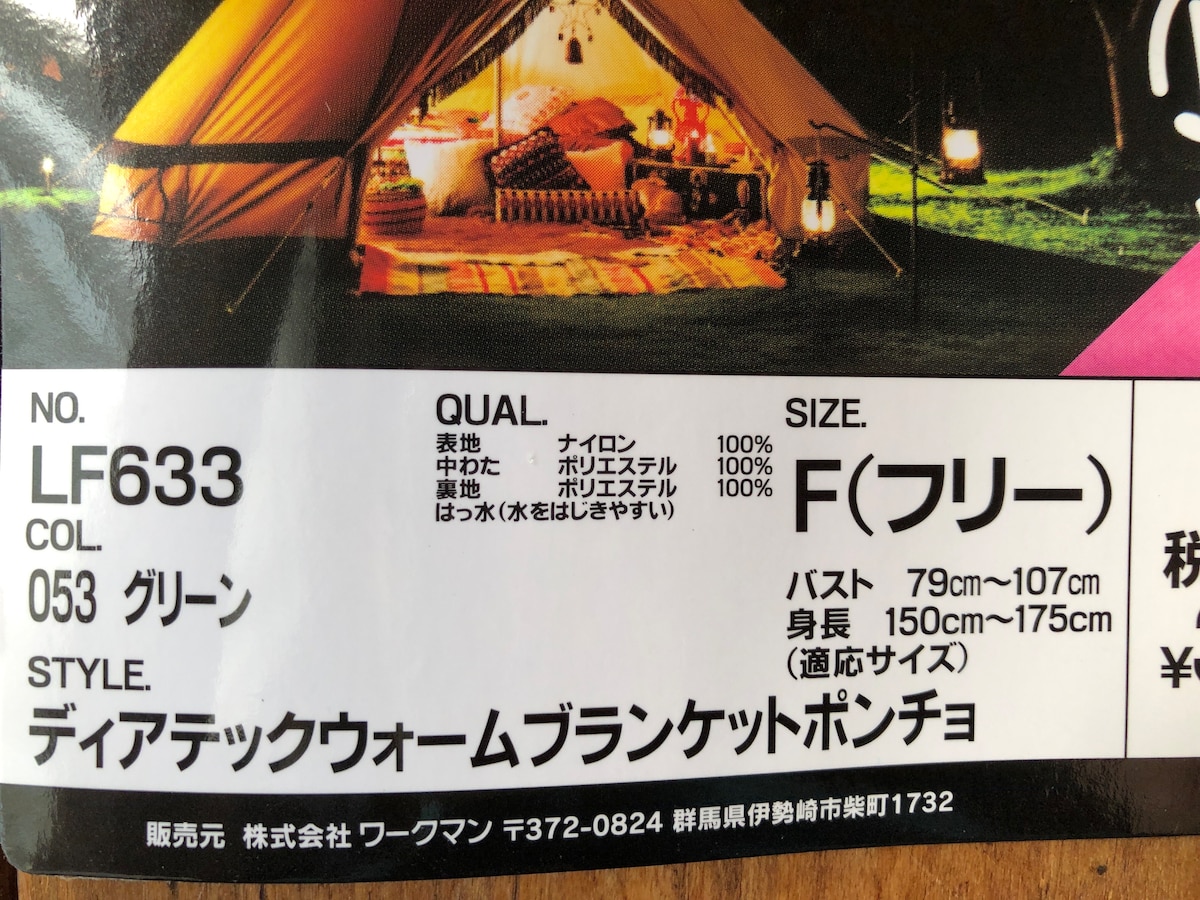 NO.
LF633
COL.
053 グリーン
STYLE.
ディアテックウォームブランケットポンチョ
QUAL.
表地 ナイロン 100%
中わた ポリエステル 100%
裏地 ポリエステル 100%
はっ水(水をはじきやすい)
SIZE.
F(フリー)
バスト 79cm～107cm
身長 150cm～175cm
(適応サイズ)
税
¥
販売元 株式会社 ワークマン 〒372-0824 群馬県伊勢崎市柴町1732